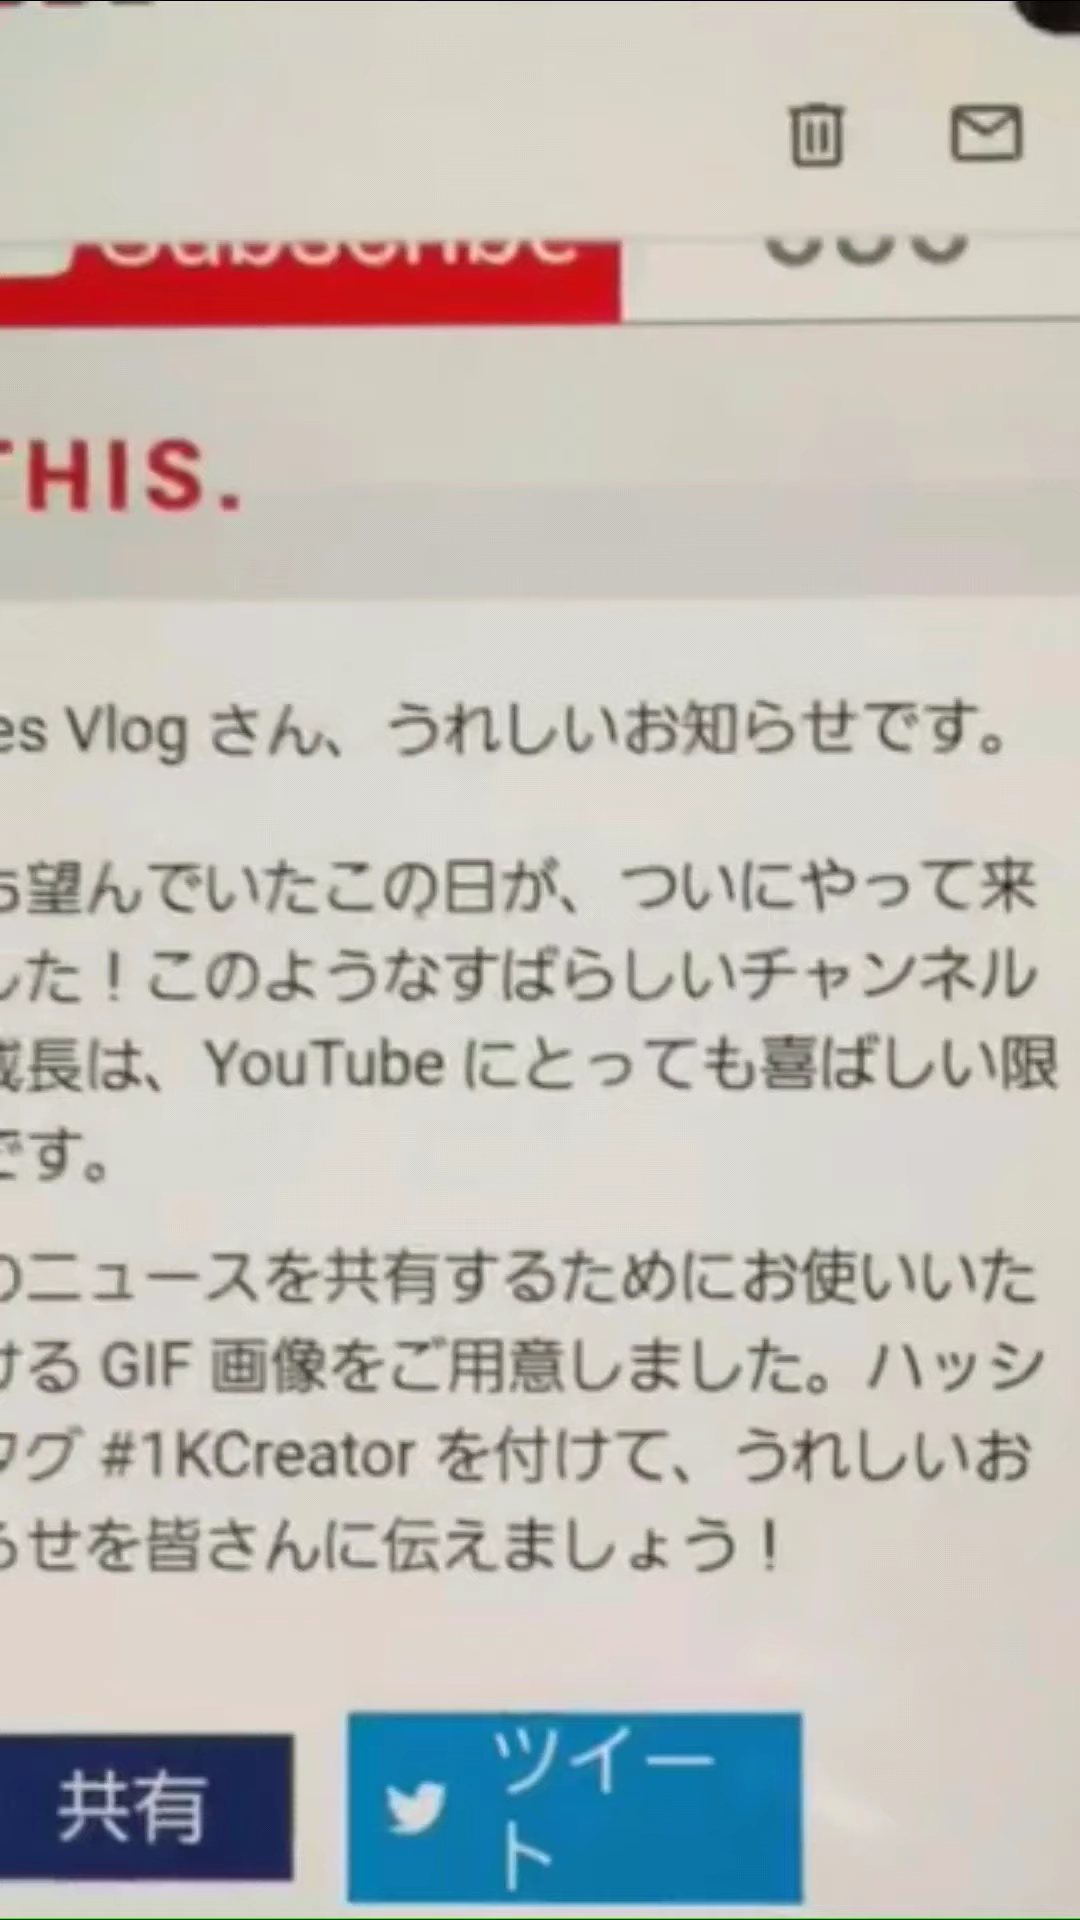 Subscribe
THIS.
es Vlog さん、うれしいお知らせです。
望んでいたこの日が、ついにやって来
した！このようなすばらしいチャンネル
成長は、YouTube にとっても喜ばしい限
です。
のニュースを共有するためにお使いいた
ける GIF 画像をご用意しました。ハッシ
タグ #1KCreator を付けて、うれしいお
らせを皆さんに伝えましょう！
共有
ツイー
ト